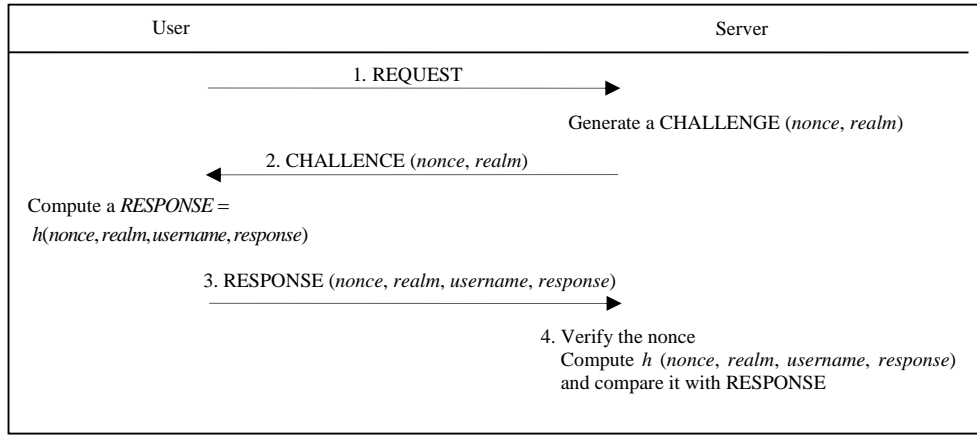 User
Server
1. REQUEST
Generate a CHALLENGE (nonce, realm)
2. CHALLENCE (nonce, realm)
Compute a RESPONSE =
h(nonce,realm,username,response)
3. RESPONSE (nonce, realm, username, response)
4. Verify the nonce
Compute h (nonce, realm, username, response)
and compare it with RESPONSE